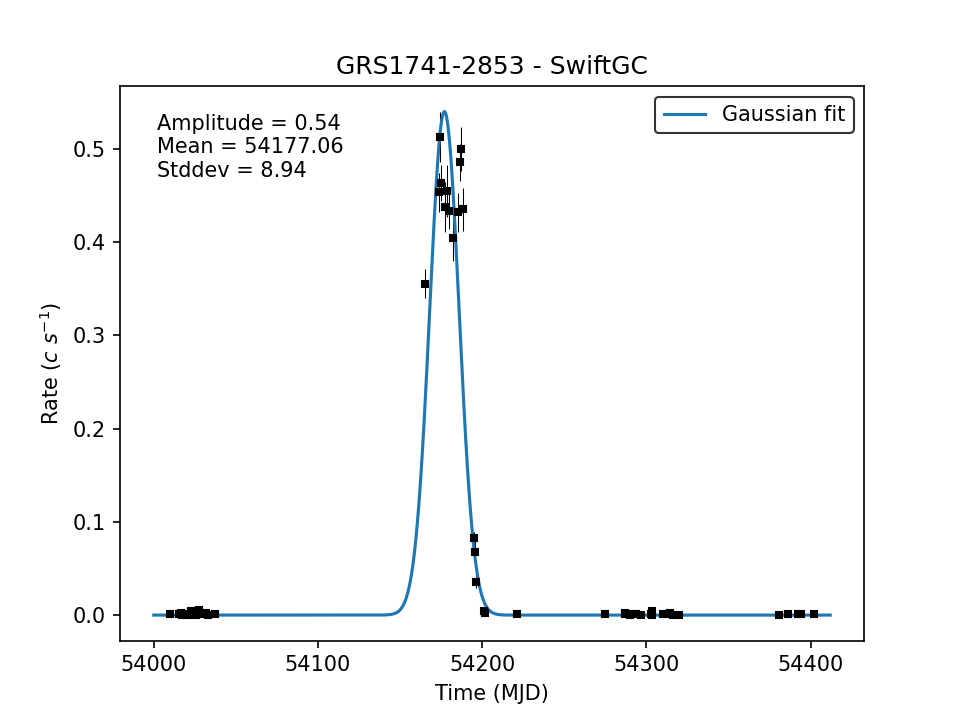 GRS1741-2853 - SwiftGC
Amplitude = 0.54
Mean = 54177.06
Stddev = 8.94
Gaussian fit
Rate (c s⁻¹)
0.5
0.4
0.3
0.2
0.1
0.0
54000 54100 54200 54300 54400
Time (MJD)